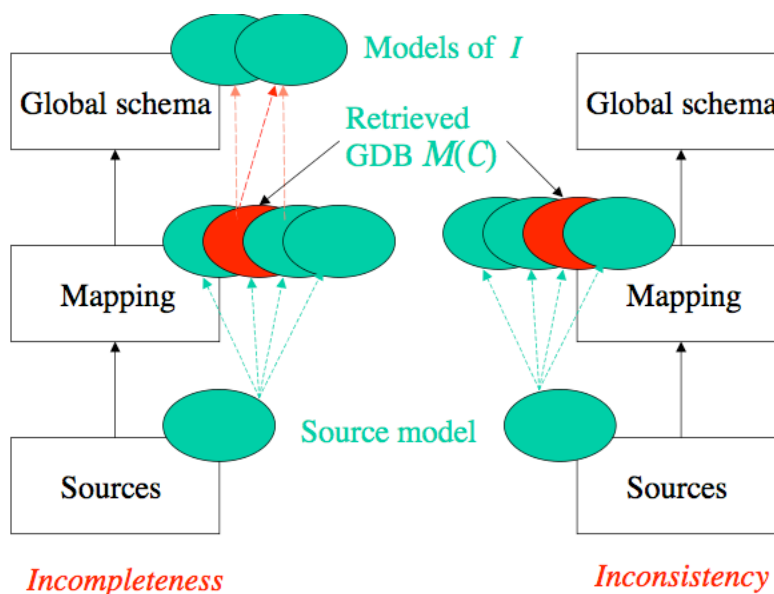 Models of I
Global schema
Global schema
Retrieved
GDB M(C)
Mapping
Mapping
Source model
Sources
Sources
Incompleteness
Inconsistency